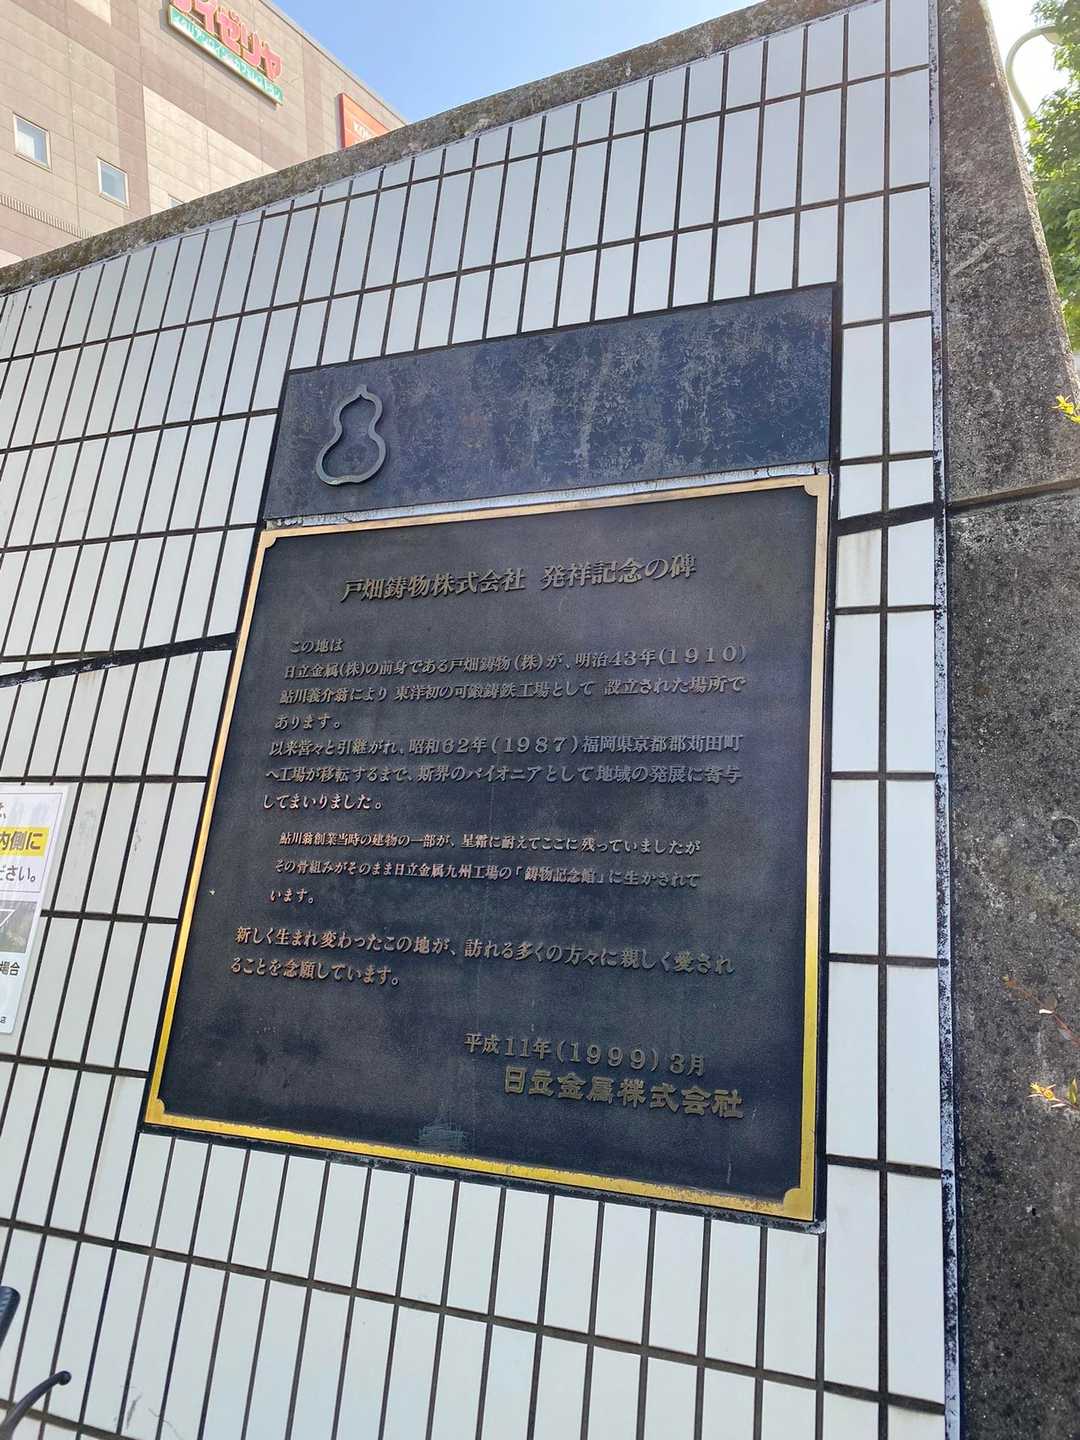 サイゼリヤ
戸畑鋳物株式会社 発祥記念の碑
この地は
日立金属(株)の前身である戸畑鋳物(株)が、明治43年(1910)
鮎川義介翁により 東洋初の可鍛鋳鉄工場として 設立された場所で
あります。
以来営々と引継がれ、昭和62年(1987)福岡県京都郡苅田町
へ工場が移転するまで、斯界のパイオニアとして地域の発展に寄与
してまいりました。
鮎川翁創業当時の建物の一部が、星霜に耐えてここに残っていましたが
その骨組みがそのまま日立金属九州工場の「鋳物記念館」に生かされて
います。
新しく生まれ変わったこの地が、訪れる多くの方々に親しく愛され
ることを念願しています。
平成11年(1999)3月
日立金属株式会社
内側に
ださい。
場合